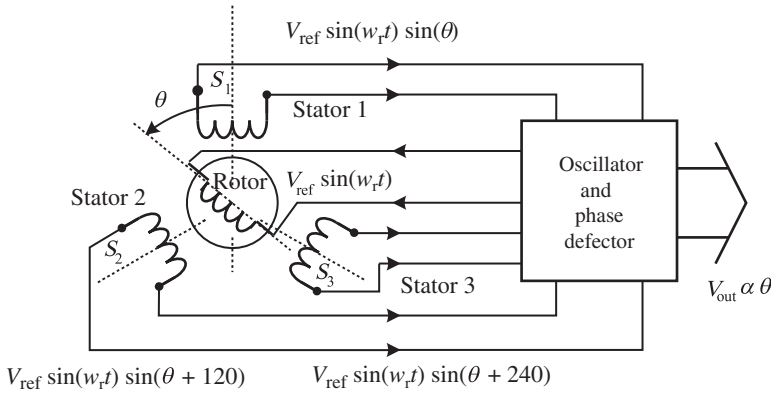 V_ref sin(w_r t) sin(θ)
S_1
θ
Stator 1
Rotor
V_ref sin(w_r t)
Oscillator
and
phase
defector
Stator 2
S_2
S_3
Stator 3
V_out α θ
V_ref sin(w_r t) sin(θ + 120)
V_ref sin(w_r t) sin(θ + 240)